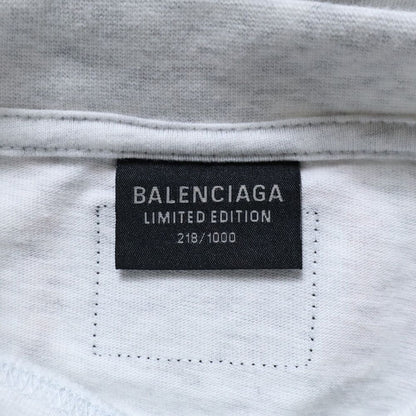 BALENCIAGA
LIMITED EDITION
218/1000